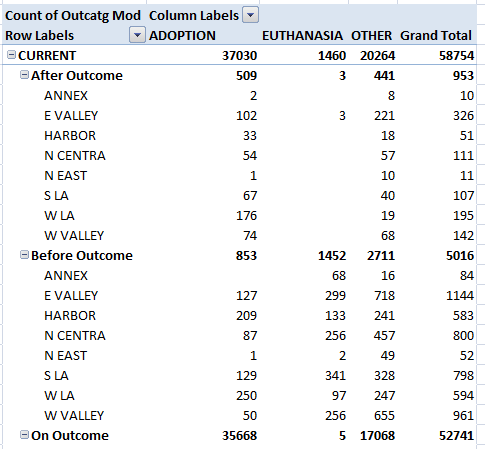 Count of Outcatg Mod Column Labels
Row Labels ADOPTION EUTHANASIA OTHER Grand Total
CURRENT 37030 1460 20264 58754
After Outcome 509 3 441 953
ANNEX 2 8 10
E VALLEY 102 3 221 326
HARBOR 33 18 51
N CENTRA 54 57 111
N EAST 1 10 11
S LA 67 40 107
W LA 176 19 195
W VALLEY 74 68 142
Before Outcome 853 1452 2711 5016
ANNEX 68 16 84
E VALLEY 127 299 718 1144
HARBOR 209 133 241 583
N CENTRA 87 256 457 800
N EAST 1 2 49 52
S LA 129 341 328 798
W LA 250 97 247 594
W VALLEY 50 256 655 961
On Outcome 35668 5 17068 52741